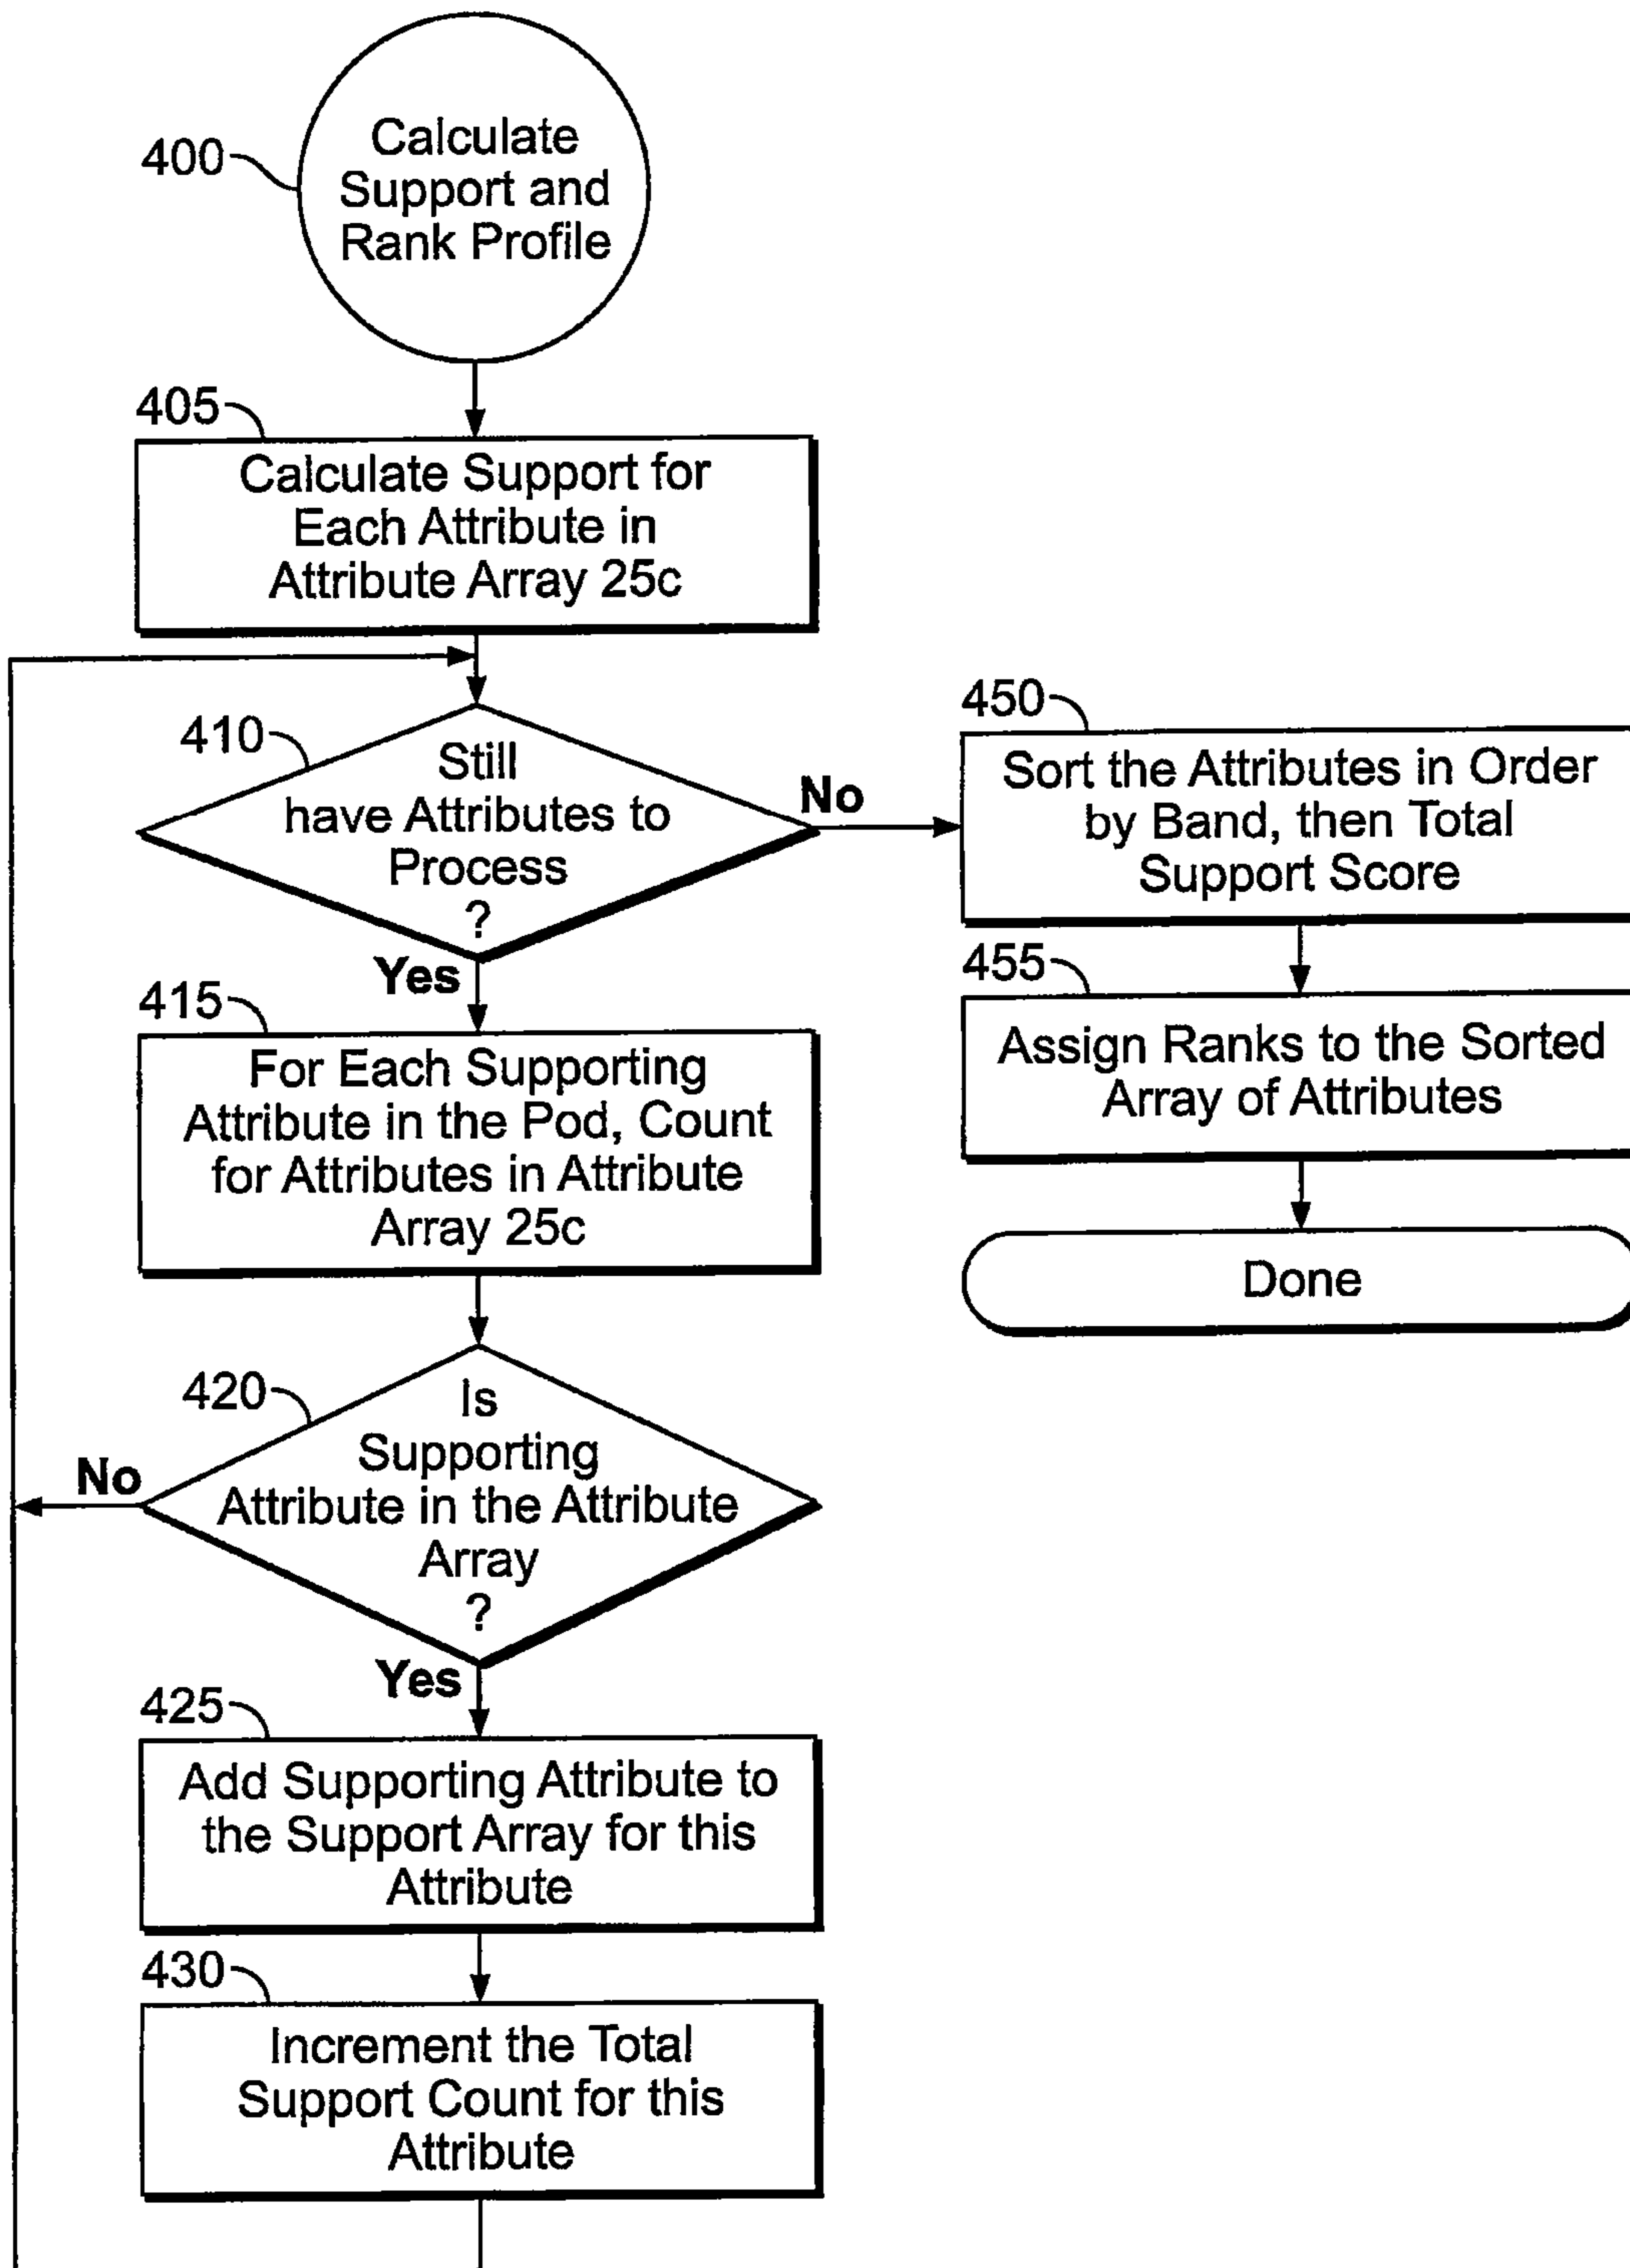 400
Calculate
Support and
Rank Profile
405
Calculate Support for
Each Attribute in
Attribute Array 25c
410
Still
have Attributes to
Process
?
No
Yes
415
For Each Supporting
Attribute in the Pod, Count
for Attributes in Attribute
Array 25c
420
Is
Supporting
Attribute in the Attribute
Array
?
No
Yes
425
Add Supporting Attribute to
the Support Array for this
Attribute
430
Increment the Total
Support Count for this
Attribute
450
Sort the Attributes in Order
by Band, then Total
Support Score
455
Assign Ranks to the Sorted
Array of Attributes
Done